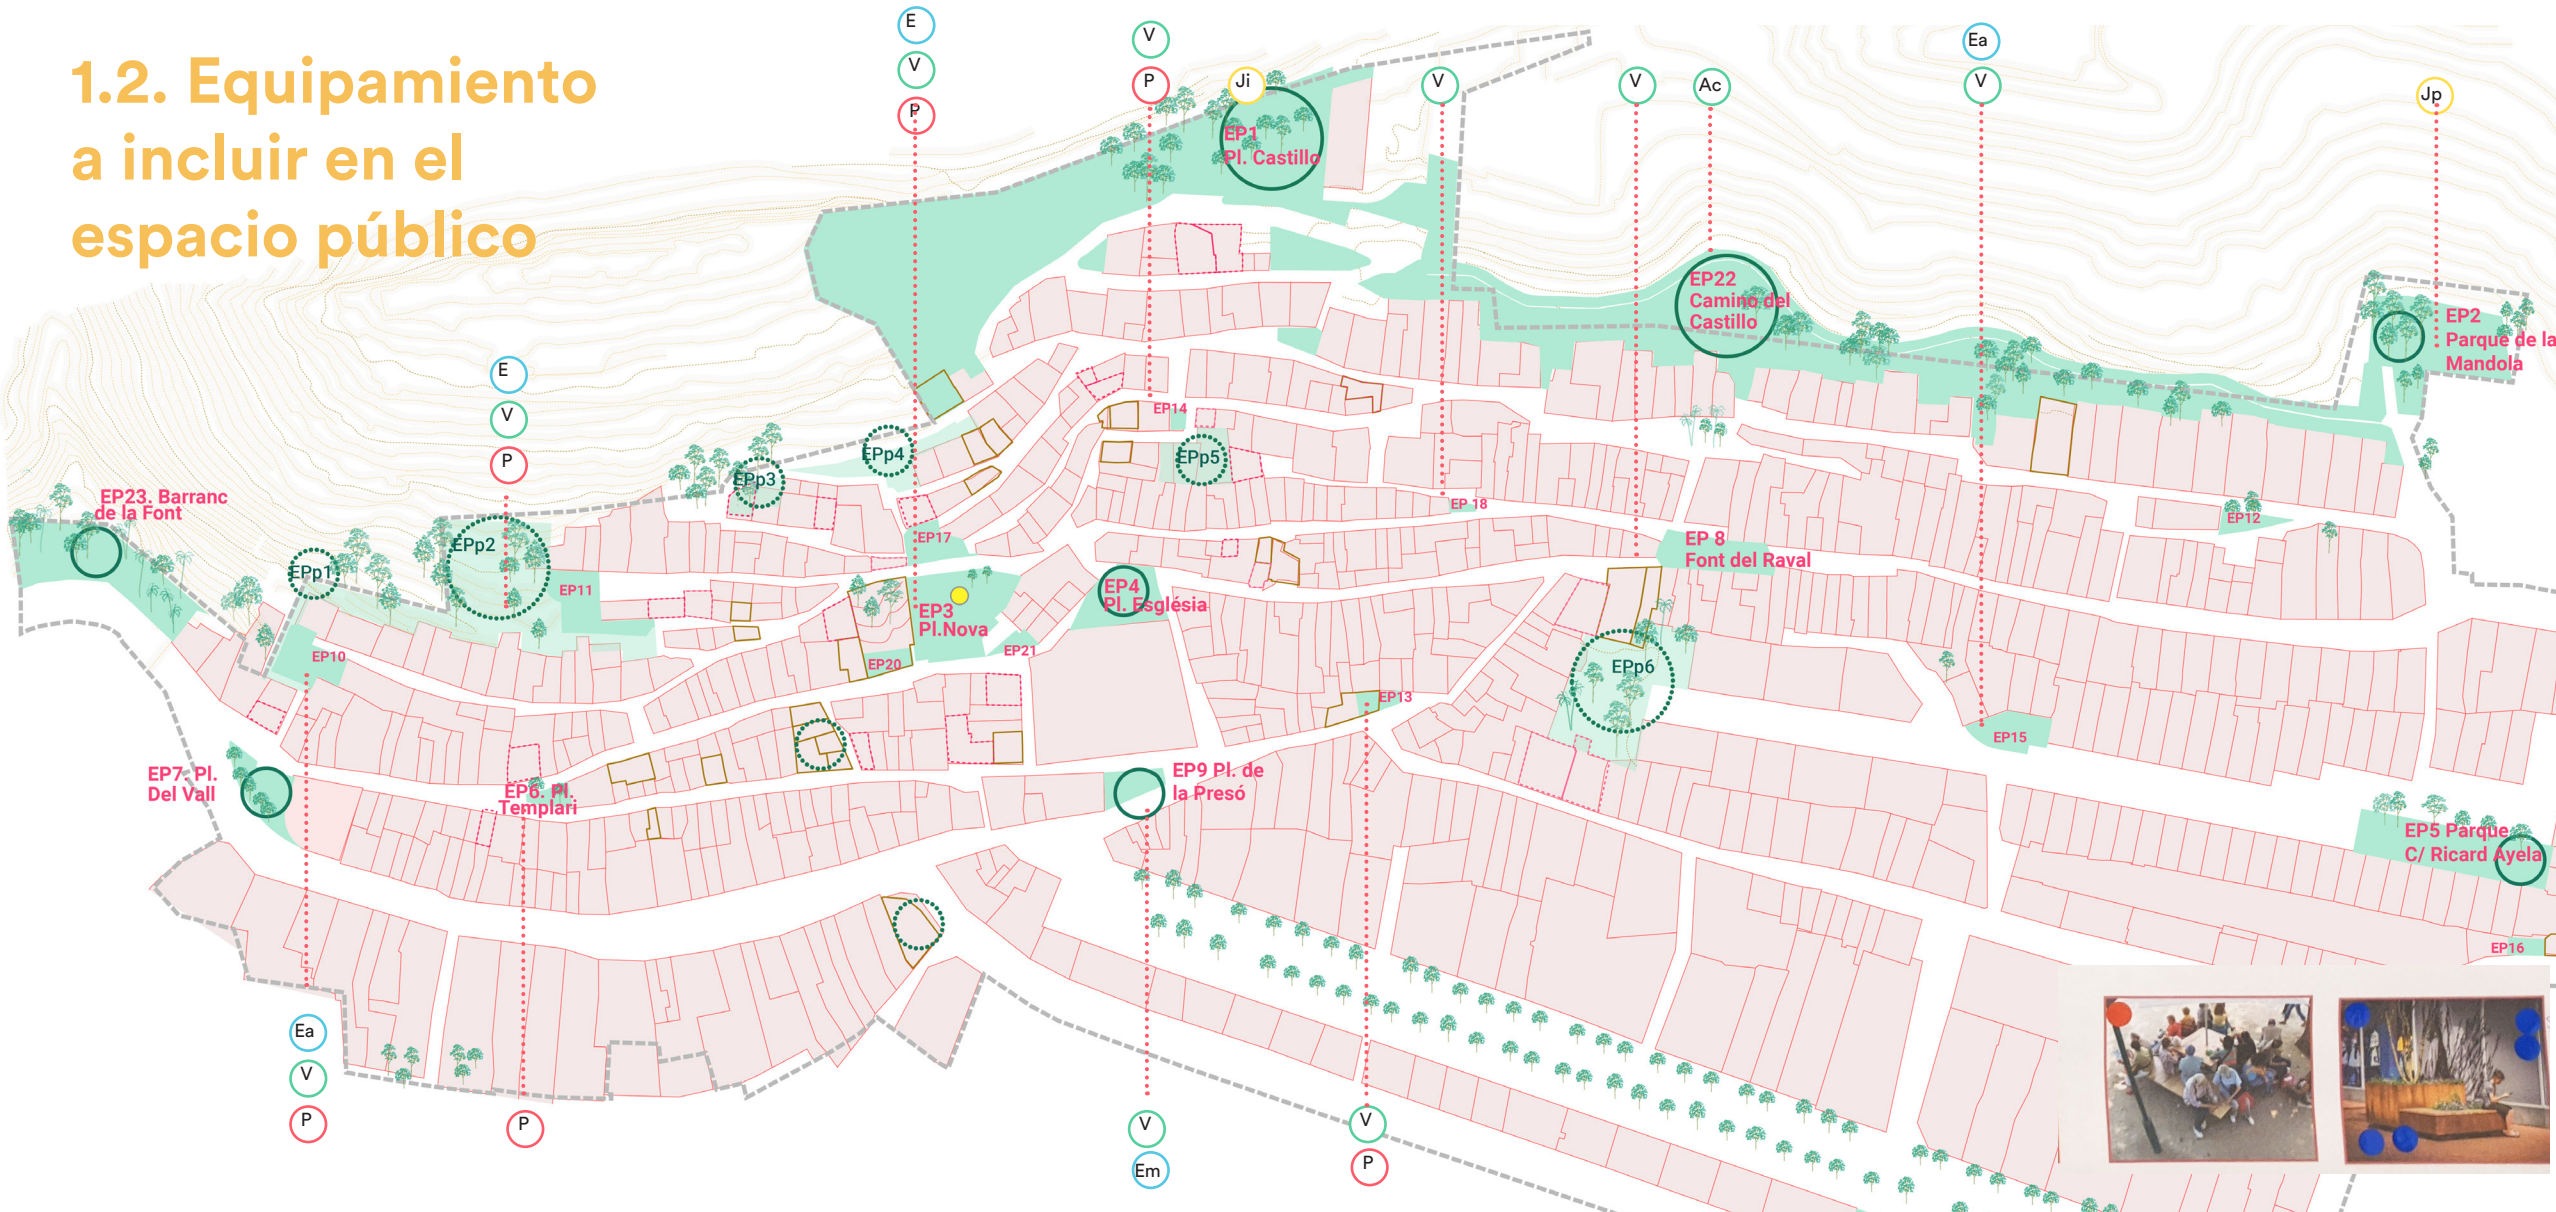 1.2. Equipamiento
a incluir en el
espacio público
E
V
P
V
P
Ji
V
V
Ac
Ea
V
Jp
EP1
Pl. Castillo
EP22
Camino del
Castillo
EP2
Parque de la
Mandola
E
V
P
EP14
EPp4
EPp5
EPp3
EP23. Barranc
de la Font
EP 18
EP12
EP17
EPp2
EP 8
Font del Raval
EPp1
EP11
EP4
Pl. Església
EP3
Pl.Nova
EP10
EP20
EP21
EPp6
EP13
EP15
EP7. Pl.
Del Vall
EP6. Pl.
Templari
EP9 Pl. de
la Presó
EP5 Parque
C/ Ricard Ayela
EP16
Ea
V
P
P
V
Em
V
P